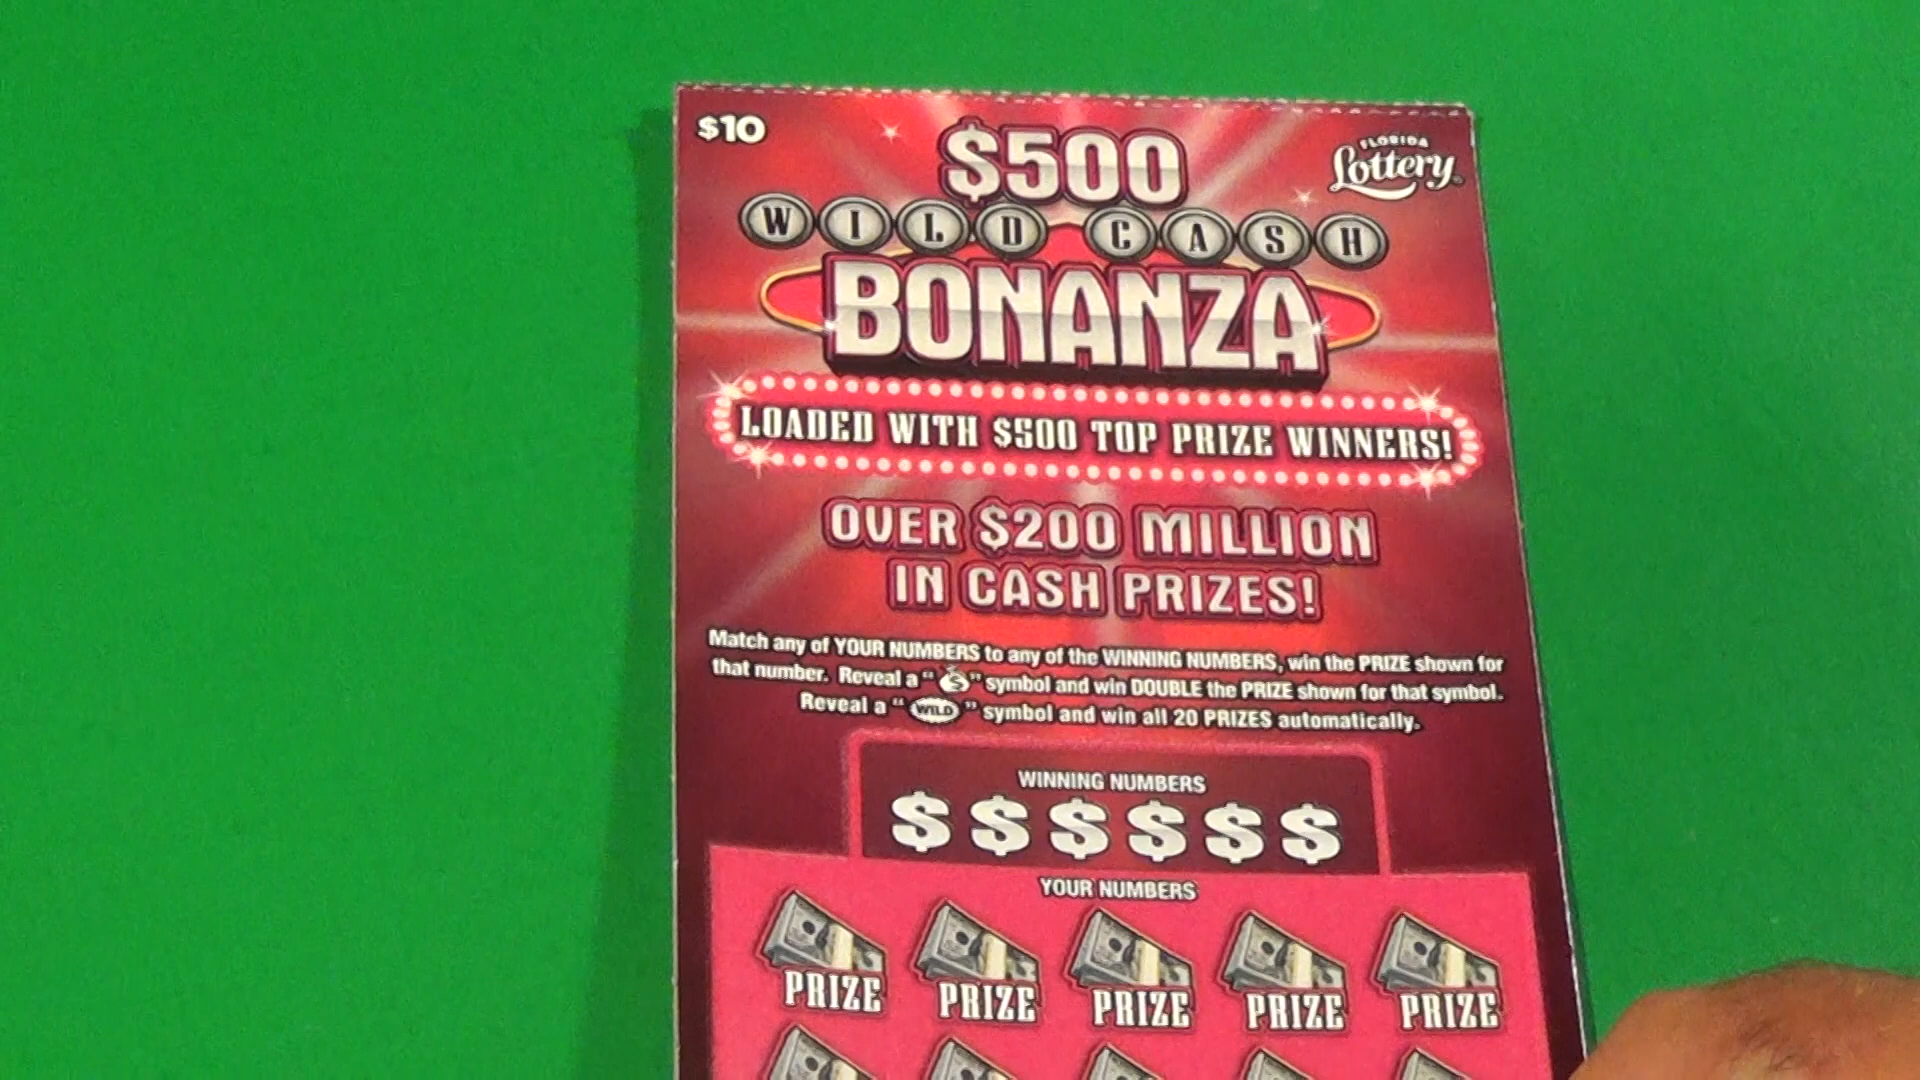 $10
FLORIDA
Lottery
$500
WILD CASH
BONANZA
LOADED WITH $500 TOP PRIZE WINNERS!
OVER $200 MILLION
IN CASH PRIZES!
Match any of YOUR NUMBERS to any of the WINNING NUMBERS, win the PRIZE shown for
that number. Reveal a " $ " symbol and win DOUBLE the PRIZE shown for that symbol.
Reveal a " WILD " symbol and win all 20 PRIZES automatically.
WINNING NUMBERS
$ $ $ $ $ $
YOUR NUMBERS
PRIZE PRIZE PRIZE PRIZE PRIZE